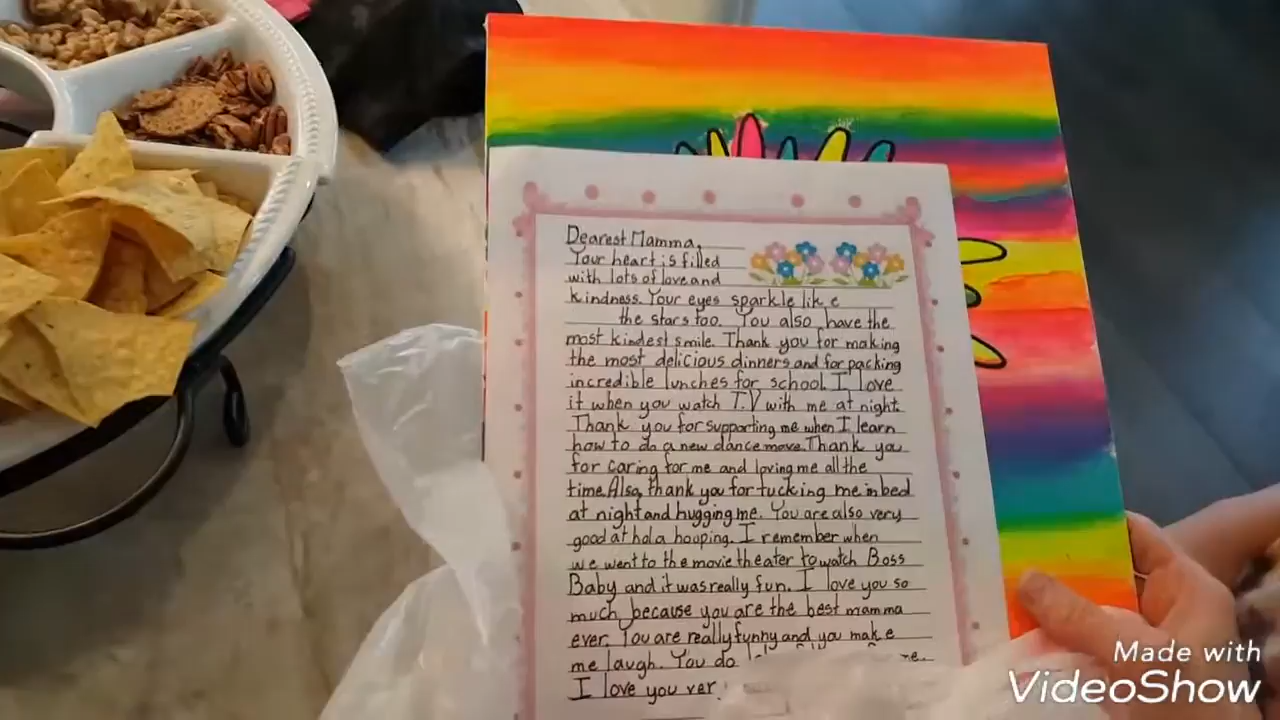 Dearest Mamma,
Your heart is filled
with lots of love and
kindness. Your eyes sparkle like
the stars too. You also have the
most kindest smile. Thank you for making
the most delicious dinners and for packing
incredible lunches for school. I love
it when you watch T.V with me at night.
Thank you for supporting me when I learn
how to do a new dance move. Thank you
for caring for me and loving me all the
time. Also, thank you for tucking me in bed
at night and hugging me. You are also very
good at hola hooping. I remember when
we went to the movie theater to watch Boss
Baby and it was really fun. I love you so
much because you are the best mamma
ever. You are really funny and you make
me laugh. You do
I love you
Made with
VideoShow